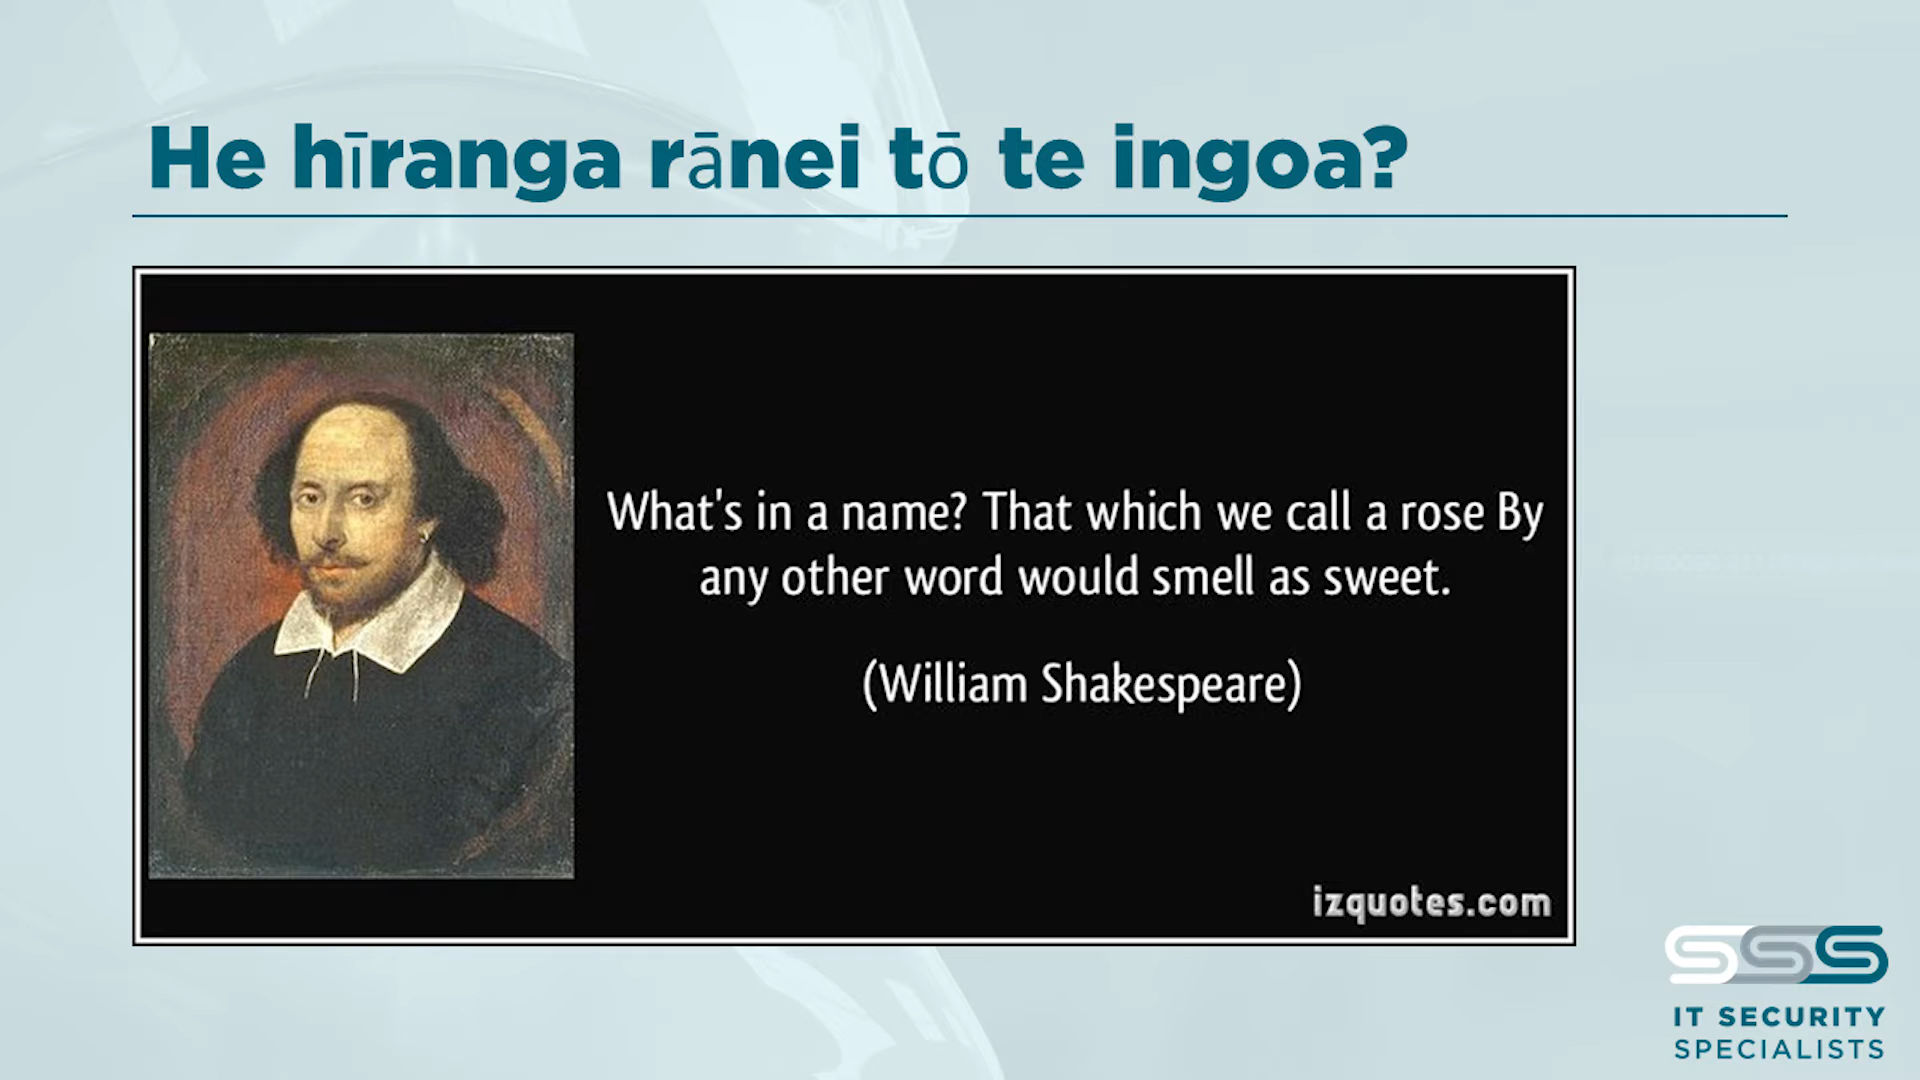 He hīranga rānei tō te ingoa?
What's in a name? That which we call a rose By
any other word would smell as sweet.
(William Shakespeare)
izquotes.com
SSS
IT SECURITY
SPECIALISTS